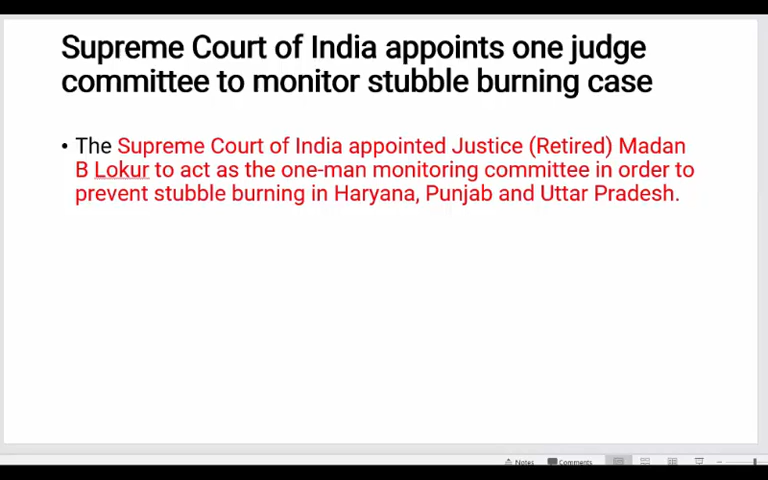 Supreme Court of India appoints one judge
committee to monitor stubble burning case
• The Supreme Court of India appointed Justice (Retired) Madan
B Lokur to act as the one-man monitoring committee in order to
prevent stubble burning in Haryana, Punjab and Uttar Pradesh.
Notes Comments